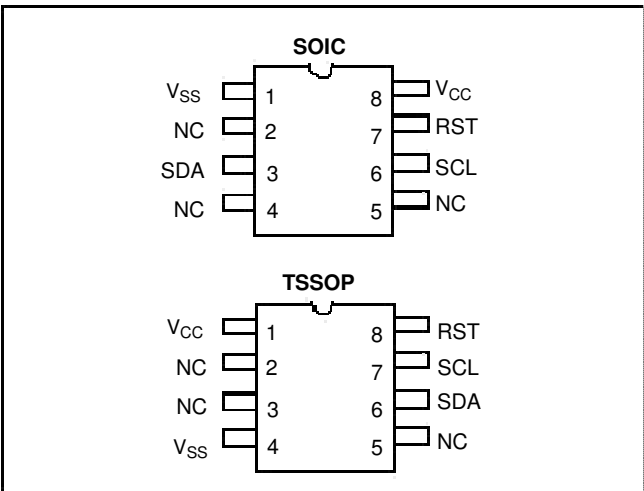 SOIC
VSS 1 8 VCC
NC 2 7 RST
SDA 3 6 SCL
NC 4 5 NC
TSSOP
VCC 1 8 RST
NC 2 7 SCL
NC 3 6 SDA
VSS 4 5 NC